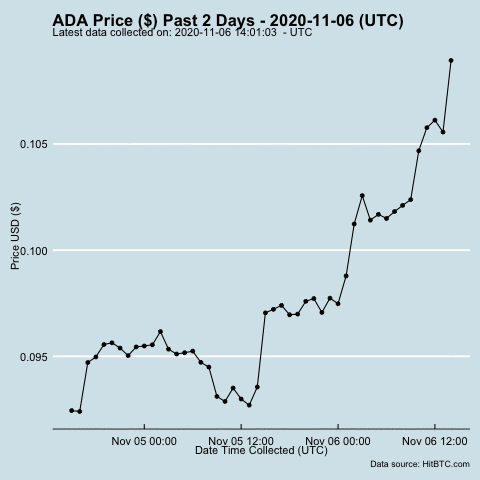 ADA Price ($) Past 2 Days - 2020-11-06 (UTC)
Latest data collected on: 2020-11-06 14:01:03 - UTC
0.105
0.100
0.095
Price USD ($)
Nov 05 00:00 Nov 05 12:00 Nov 06 00:00 Nov 06 12:00
Date Time Collected (UTC)
Data source: HitBTC.com